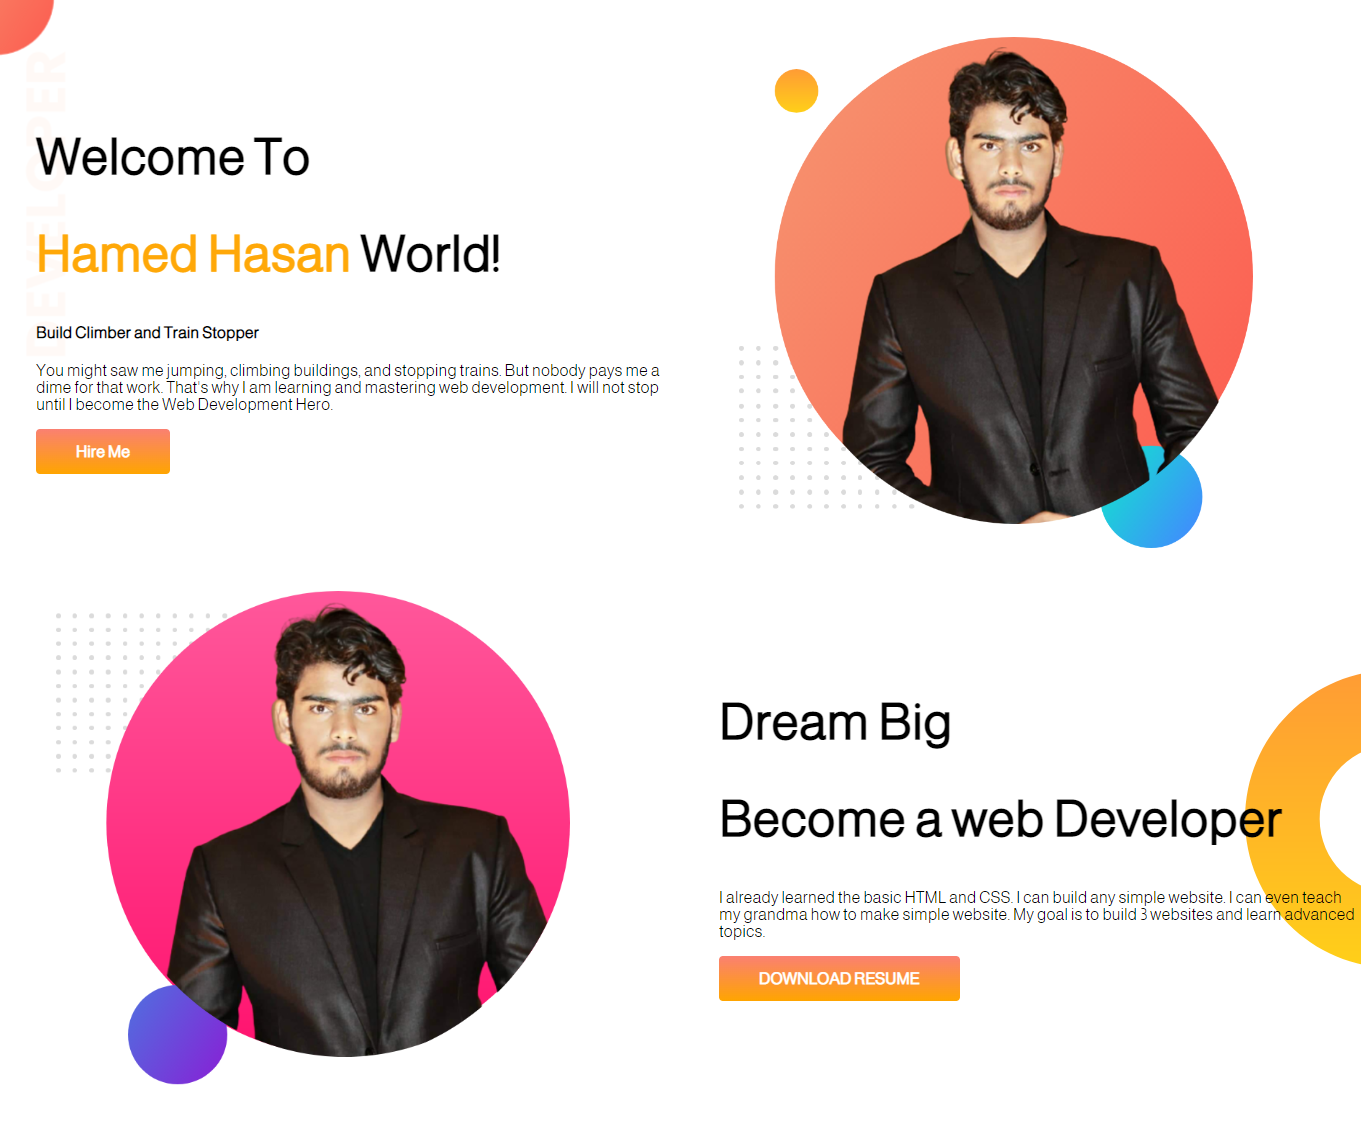 DEVELOPER
Welcome To
Hamed Hasan World!
Build Climber and Train Stopper
You might saw me jumping, climbing buildings, and stopping trains. But nobody pays me a
dime for that work. That's why I am learning and mastering web development. I will not stop
until I become the Web Development Hero.
Hire Me
Dream Big
Become a web Developer
I already learned the basic HTML and CSS. I can build any simple website. I can even teach
my grandma how to make simple website. My goal is to build 3 websites and learn advanced
topics.
DOWNLOAD RESUME